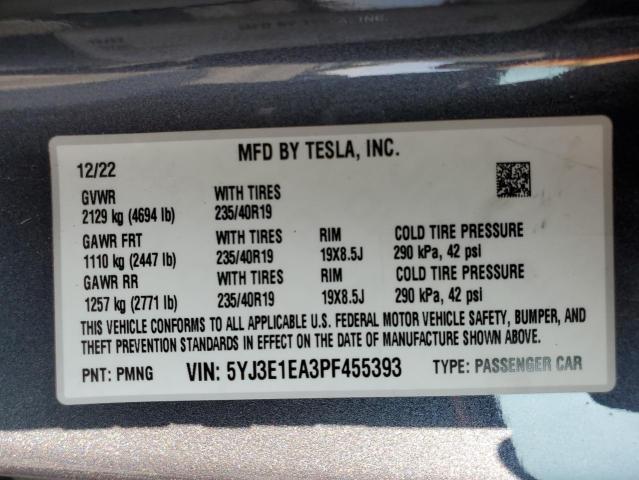 MFD BY TESLA, INC.
12/22
GVWR WITH TIRES
2129 kg (4694 lb) 235/40R19
GAWR FRT WITH TIRES RIM COLD TIRE PRESSURE
1110 kg (2447 lb) 235/40R19 19X8.5J 290 kPa, 42 psi
GAWR RR WITH TIRES RIM COLD TIRE PRESSURE
1257 kg (2771 lb) 235/40R19 19X8.5J 290 kPa, 42 psi
THIS VEHICLE CONFORMS TO ALL APPLICABLE U.S. FEDERAL MOTOR VEHICLE SAFETY, BUMPER, AND
THEFT PREVENTION STANDARDS IN EFFECT ON THE DATE OF MANUFACTURE SHOWN ABOVE.
PNT: PMNG VIN: 5YJ3E1EA3PF455393 TYPE: PASSENGER CAR